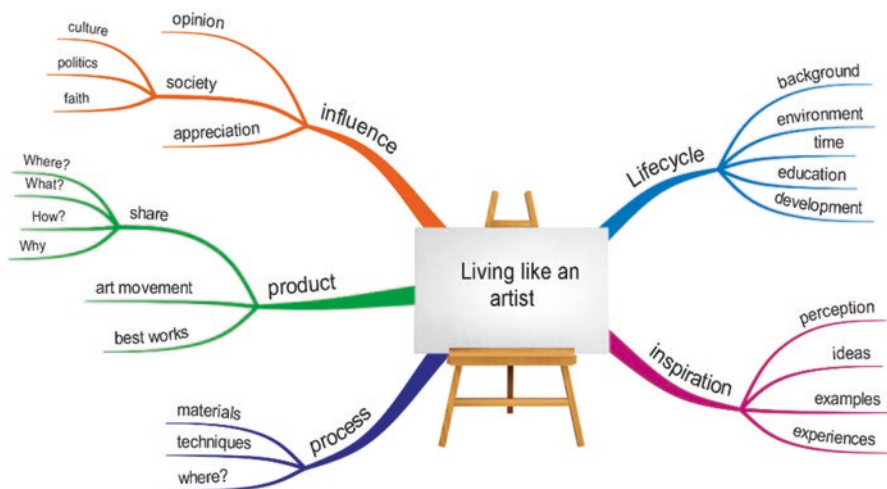 Living like an
artist
Lifecycle
background
environment
time
education
development
inspiration
perception
ideas
examples
experiences
process
materials
techniques
where?
product
share
Where?
What?
How?
Why
art movement
best works
influence
opinion
society
culture
politics
faith
appreciation